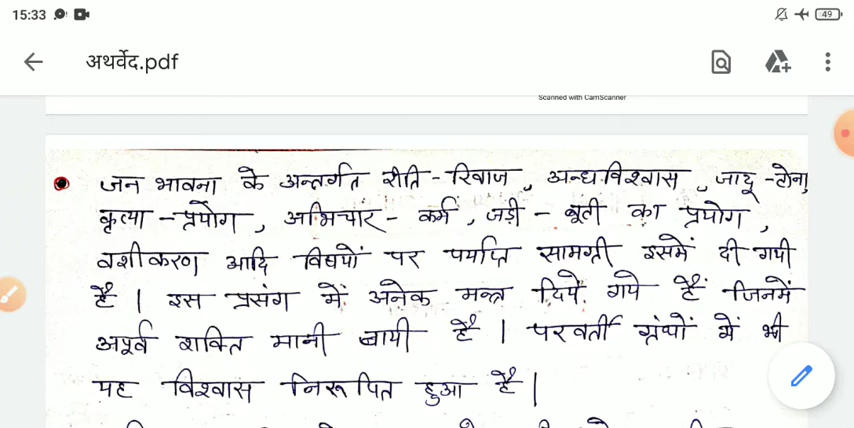 15:33
49
अथर्वेद.pdf
Scanned with CamScanner
जन भावना के अन्तर्गत रीति-रिवाज, अन्धविश्वास, जादू-टोना
कृत्या-प्रयोग, अभिचार-कर्म, जड़ी-बूती का प्रयोग,
वशीकरण आदि विषयों पर पर्याप्त सामग्री इसमें दी गयी
है। इस प्रसंग में अनेक मन्त्र दिये गये हैं जिनमें
अपूर्व शक्ति मानी जायी है। परवर्ती ग्रंथों में भी
यह विश्वास निरूपित हुआ है।